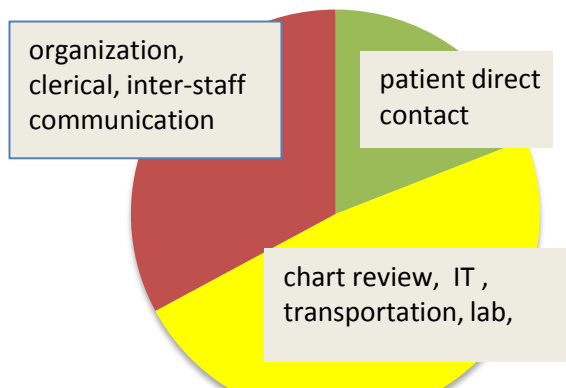 organization,
clerical, inter-staff
communication
patient direct
contact
chart review,  IT ,
transportation, lab,